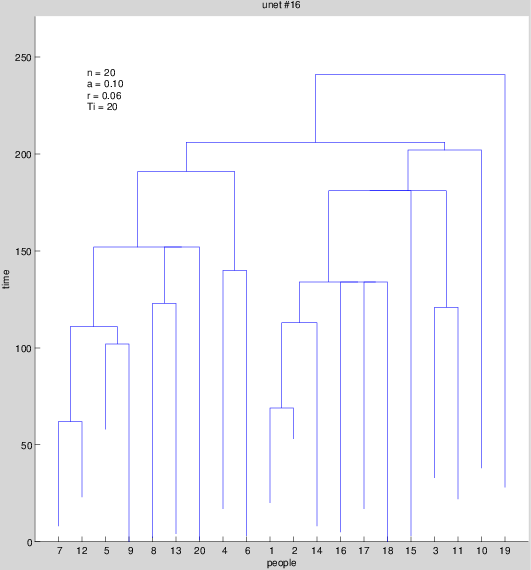 unet #16
250
n = 20
a = 0.10
r = 0.06
Ti = 20
200
150
time
100
50
0
7 12 5 9 8 13 20 4 6 1 2 14 16 17 18 15 3 11 10 19
people